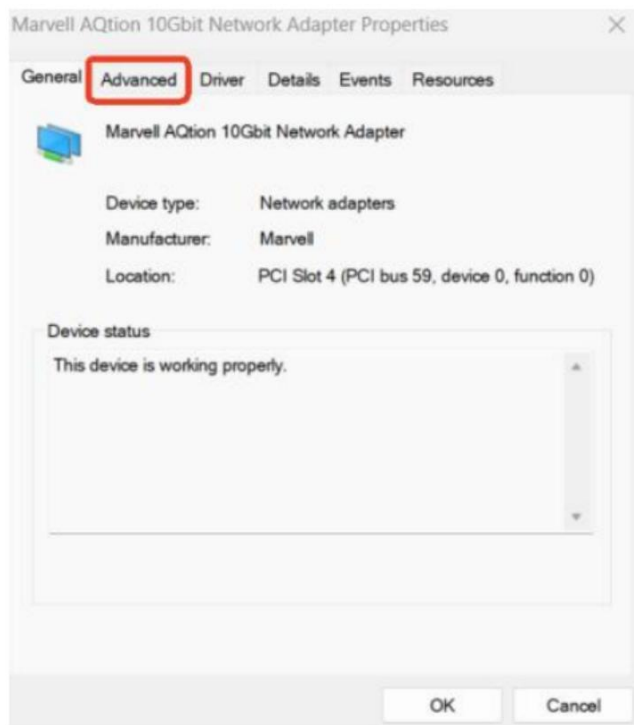 Marvell AQtion 10Gbit Network Adapter Properties
General Advanced Driver Details Events Resources
Marvell AQtion 10Gbit Network Adapter
Device type: Network adapters
Manufacturer: Marvell
Location: PCI Slot 4 (PCI bus 59, device 0, function 0)
Device status
This device is working properly.
OK Cancel